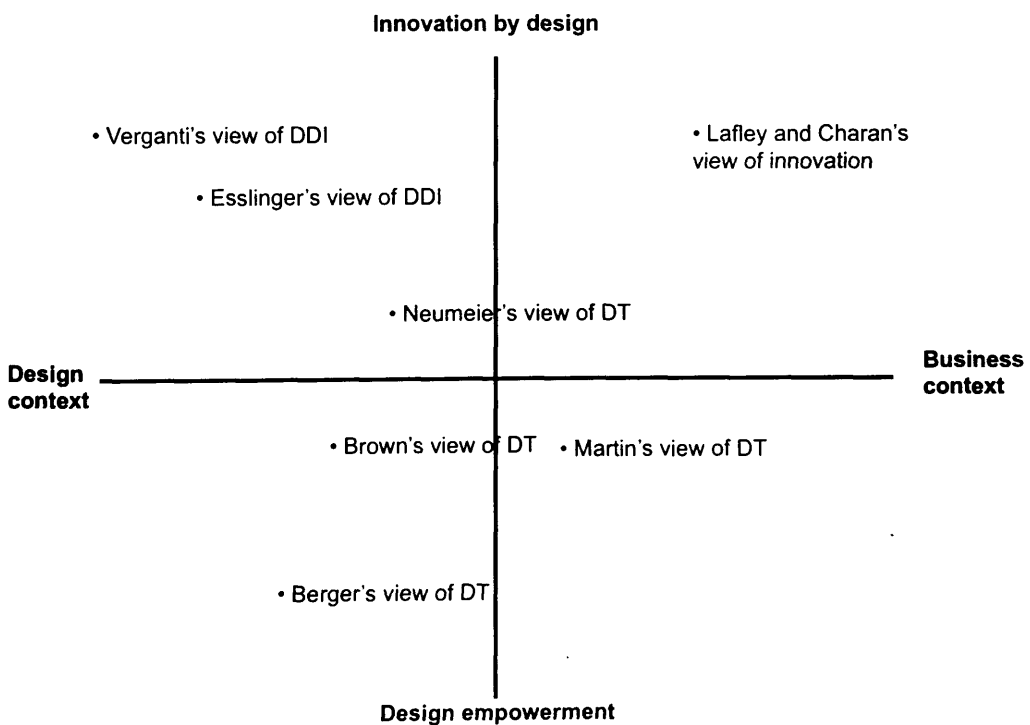 Innovation by design
• Verganti's view of DDI
• Lafley and Charan's
view of innovation
• Esslinger's view of DDI
• Neumeier's view of DT
Design
context
Business
context
• Brown's view of DT
• Martin's view of DT
• Berger's view of DT
Design empowerment